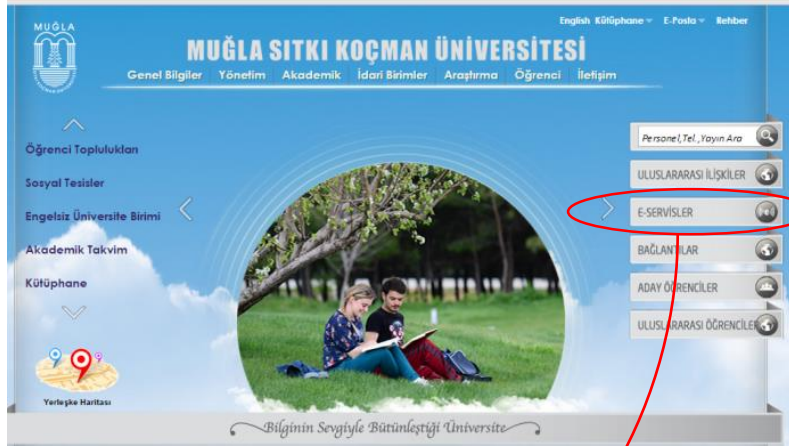 MUĞLA
English Kütüphane E-Posta Rehber
MUĞLA SITKI KOÇMAN ÜNİVERSİTESİ
Genel Bilgiler Yönetim Akademik İdari Birimler Araştırma Öğrenci İletişim
Öğrenci Toplulukları
Sosyal Tesisler
Engelsiz Üniversite Birimi
Akademik Takvim
Kütüphane
Yerleşke Haritası
Personel,Tel.,Yayın Ara
ULUSLARARASI İLİŞKİLER
E-SERVİSLER
BAĞLANTILAR
ADAY ÖĞRENCİLER
ULUSLARARASI ÖĞRENCİLER
Bilginin Sevgiyle Bütünleştiği Üniversite